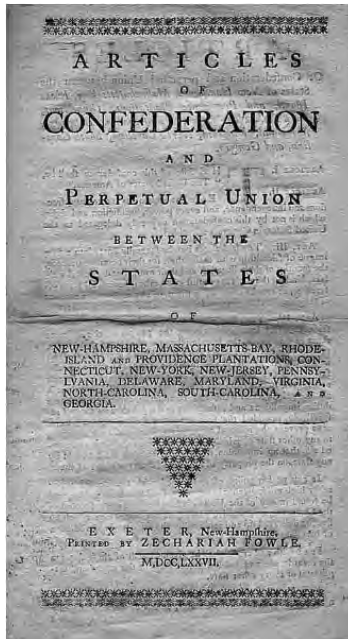 ARTICLES
OF
CONFEDERATION
AND
PERPETUAL UNION
BETWEEN THE
STATES
OF
NEW-HAMPSHIRE, MASSACHUSETTS-BAY, RHODE-
ISLAND AND PROVIDENCE PLANTATIONS, CON-
NECTICUT, NEW-YORK, NEW-JERSEY, PENNSY-
LVANIA, DELAWARE, MARYLAND, VIRGINIA,
NORTH-CAROLINA, SOUTH-CAROLINA, AND
GEORGIA.
EXETER, New-Hampshire,
PRINTED BY ZECHARIAH FOWLE,
M,DCC,LXXVII.